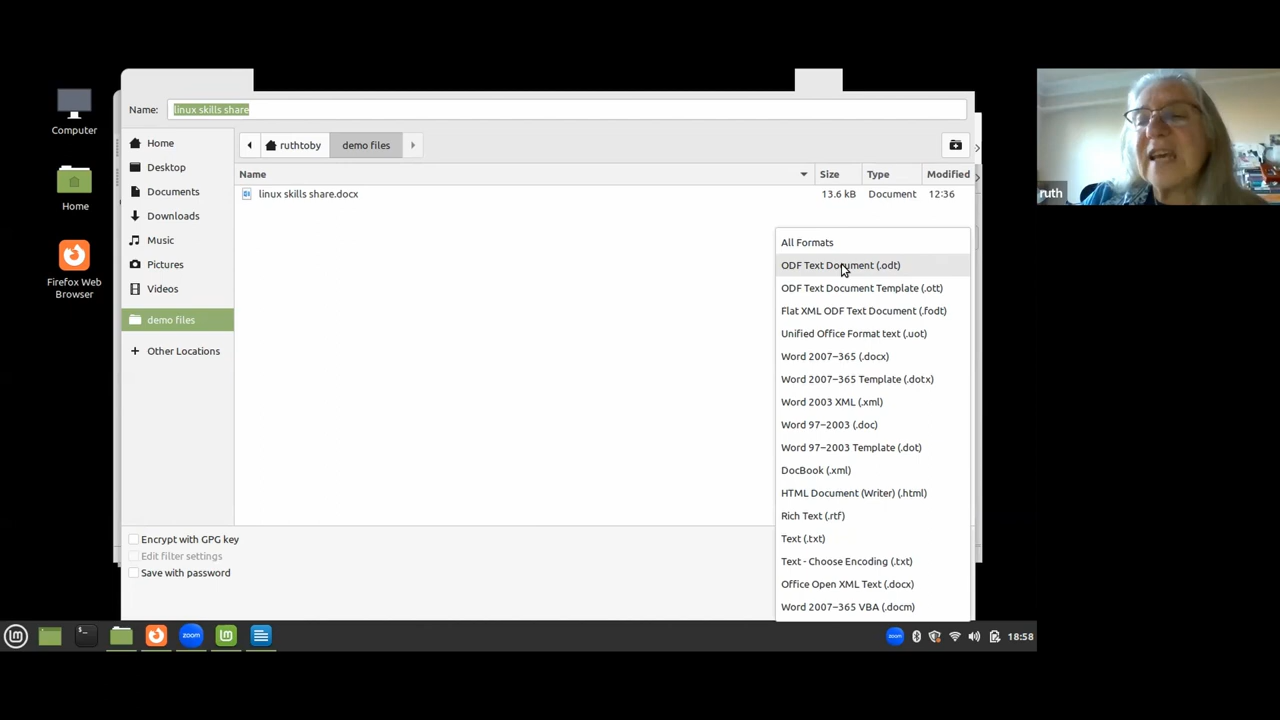 Computer
Home
Firefox Web
Browser
Name:
linux skills share
Home
Desktop
Documents
Downloads
Music
Pictures
Videos
demo files
Other Locations
ruthtoby
demo files
Name
Size
Type
Modified
linux skills share.docx
13.6 kB
Document
12:36
All Formats
ODF Text Document (.odt)
ODF Text Document Template (.ott)
Flat XML ODF Text Document (.fodt)
Unified Office Format text (.uot)
Word 2007–365 (.docx)
Word 2007–365 Template (.dotx)
Word 2003 XML (.xml)
Word 97–2003 (.doc)
Word 97–2003 Template (.dot)
DocBook (.xml)
HTML Document (Writer) (.html)
Rich Text (.rtf)
Text (.txt)
Text - Choose Encoding (.txt)
Office Open XML Text (.docx)
Word 2007–365 VBA (.docm)
Encrypt with GPG key
Edit filter settings
Save with password
zoom
zoom
18:58
ruth